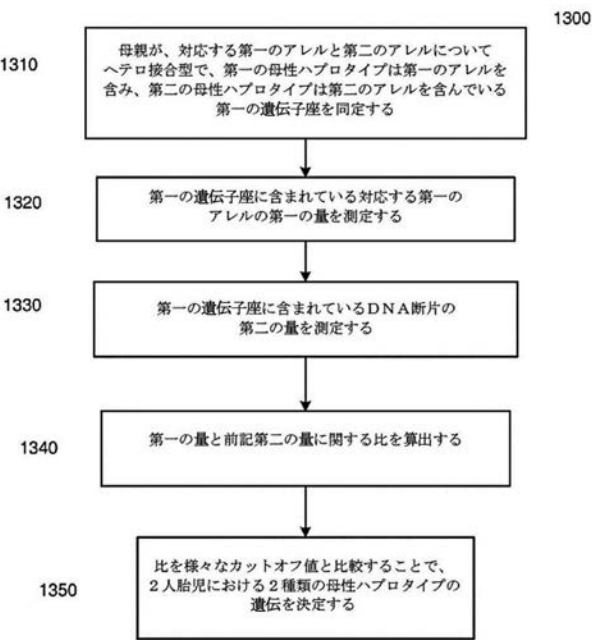 1300
1310
母親が、対応する第一のアレルと第二のアレルについて
ヘテロ接合型で、第一の母性ハプロタイプは第一のアレルを
含み、第二の母性ハプロタイプは第二のアレルを含んでいる
第一の遺伝子座を同定する
1320
第一の遺伝子座に含まれている対応する第一の
アレルの第一の量を測定する
1330
第一の遺伝子座に含まれているDNA断片の
第二の量を測定する
1340
第一の量と前記第二の量に関する比を算出する
1350
比を様々なカットオフ値と比較することで、
2人胎児における2種類の母性ハプロタイプの
遺伝を決定する